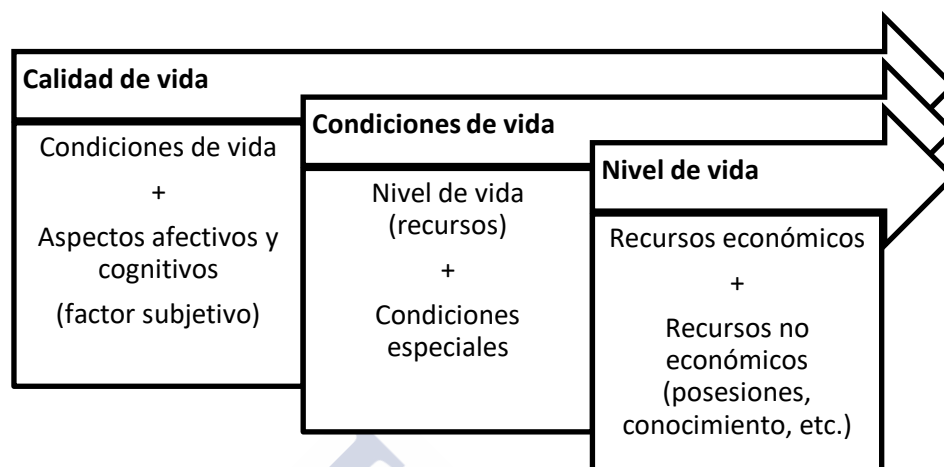 Calidad de vida
Condiciones de vida
+
Aspectos afectivos y
cognitivos
(factor subjetivo)
Condiciones de vida
Nivel de vida
(recursos)
+
Condiciones
especiales
Nivel de vida
Recursos económicos
+
Recursos no
económicos
(posesiones,
conocimiento, etc.)